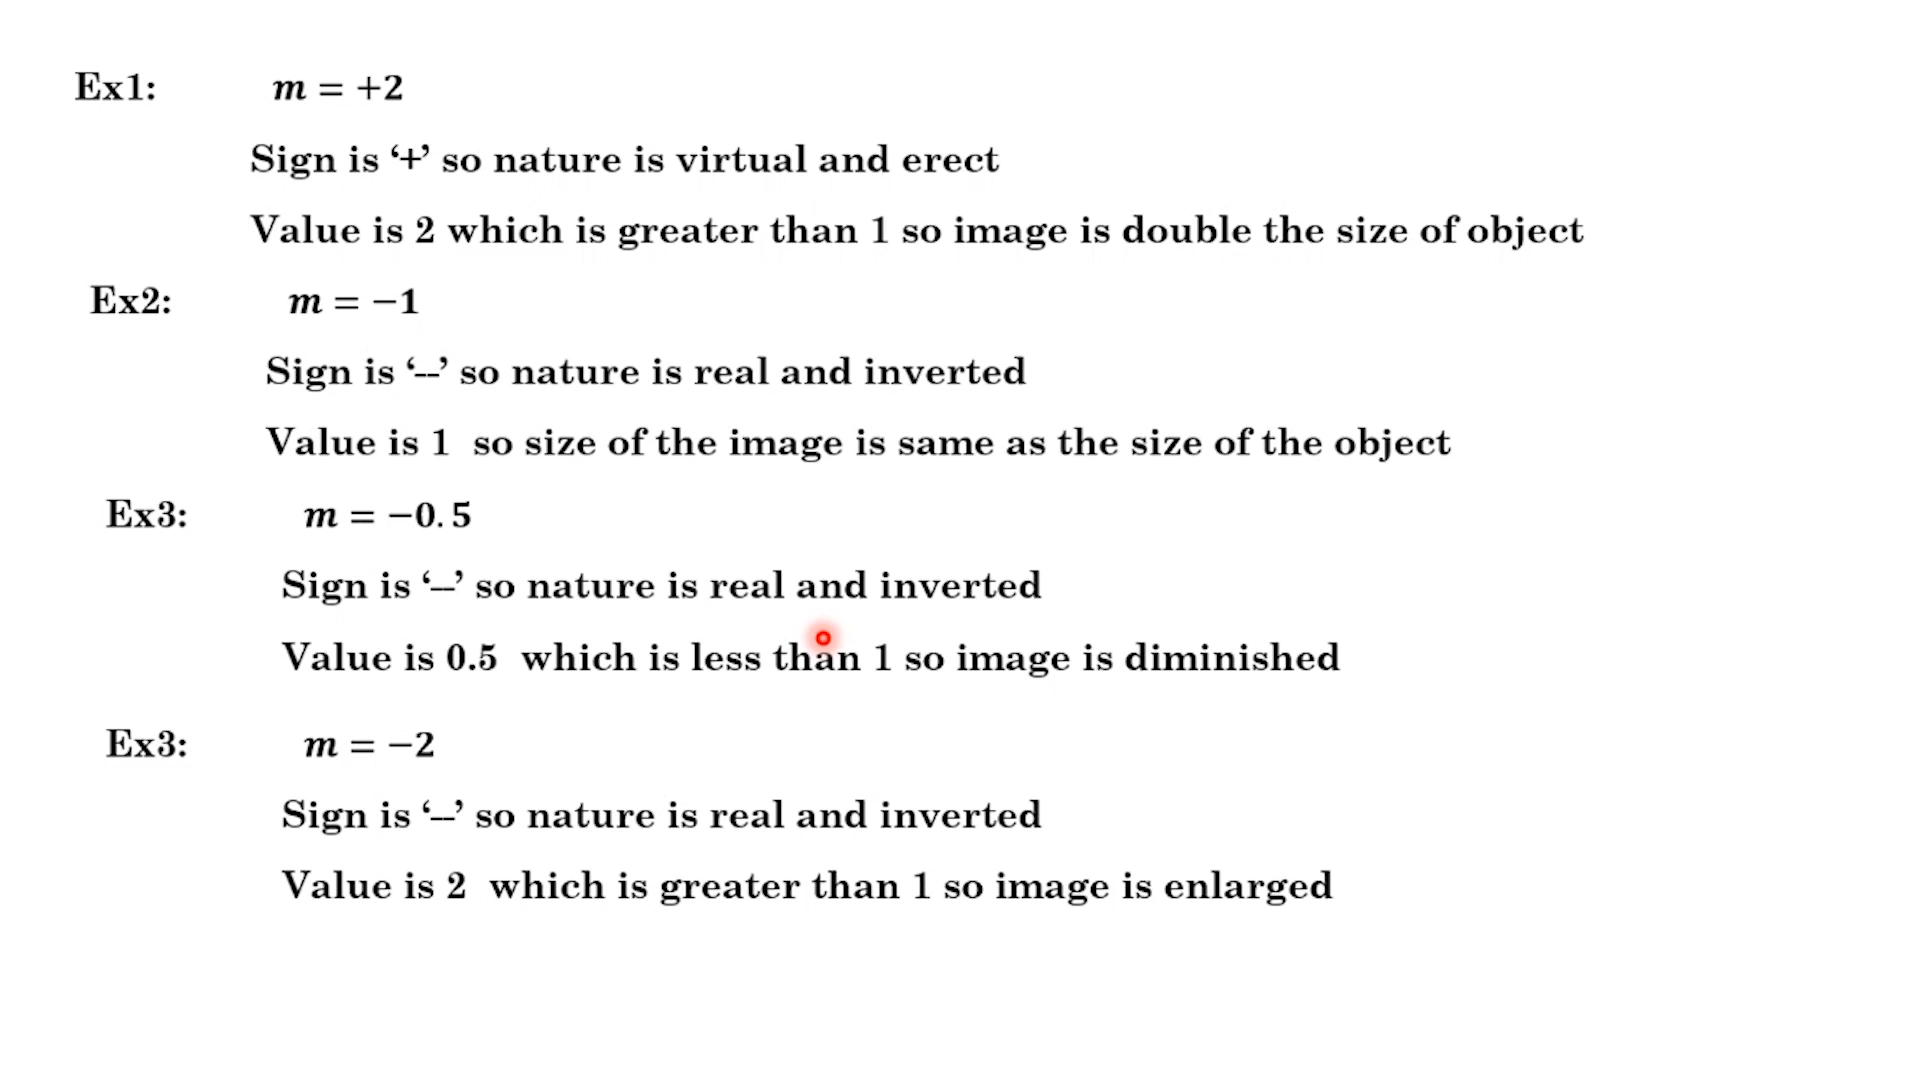 Ex1: m = +2
Sign is ‘+’ so nature is virtual and erect
Value is 2 which is greater than 1 so image is double the size of object
Ex2: m = −1
Sign is ‘--’ so nature is real and inverted
Value is 1 so size of the image is same as the size of the object
Ex3: m = −0.5
Sign is ‘--’ so nature is real and inverted
Value is 0.5 which is less than 1 so image is diminished
Ex3: m = −2
Sign is ‘--’ so nature is real and inverted
Value is 2 which is greater than 1 so image is enlarged